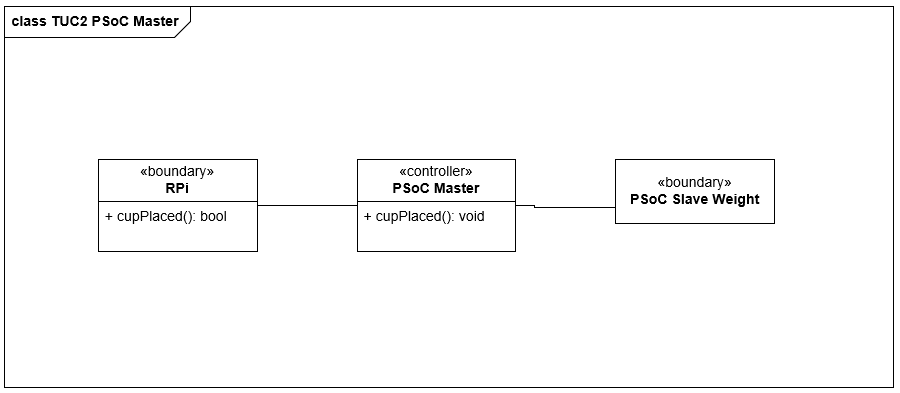 class TUC2 PSoC Master
«boundary»
RPi
+ cupPlaced(): bool
«controller»
PSoC Master
+ cupPlaced(): void
«boundary»
PSoC Slave Weight